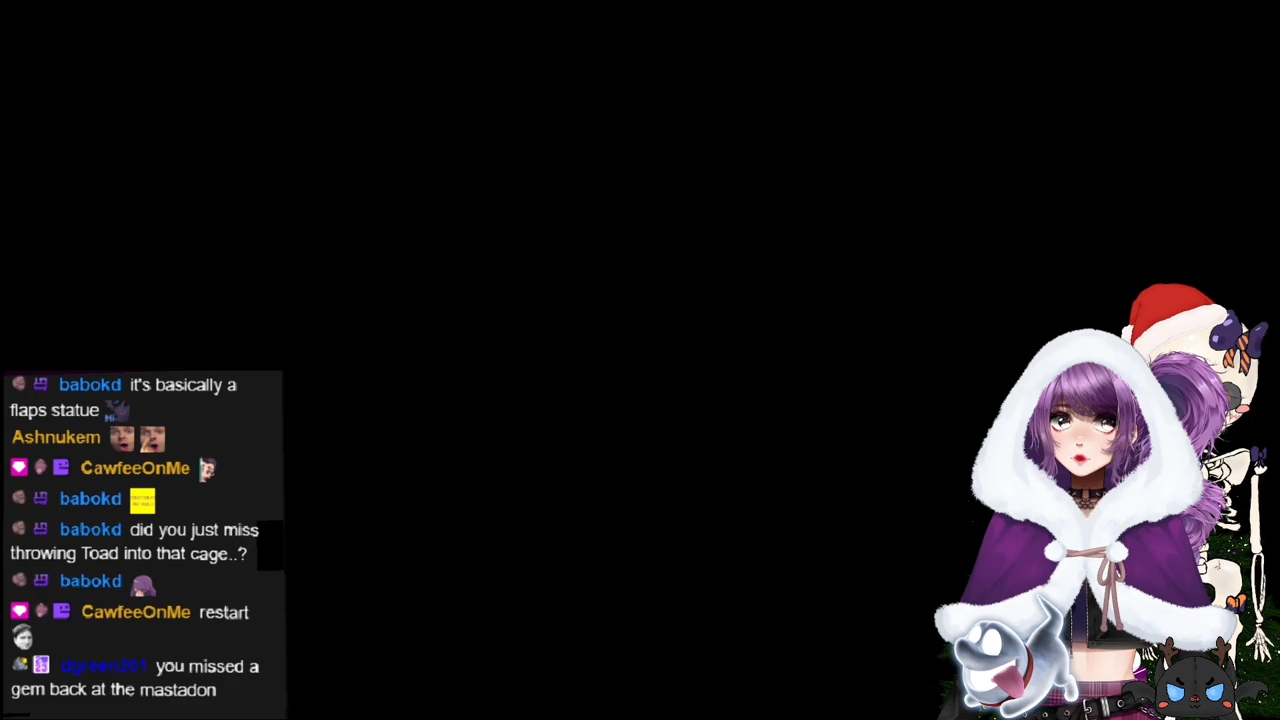 babokd it's basically a
flaps statue
Ashnukem
CawfeeOnMe
babokd
babokd did you just miss
throwing Toad into that cage..?
babokd
CawfeeOnMe restart
dgreen201 you missed a
gem back at the mastadon